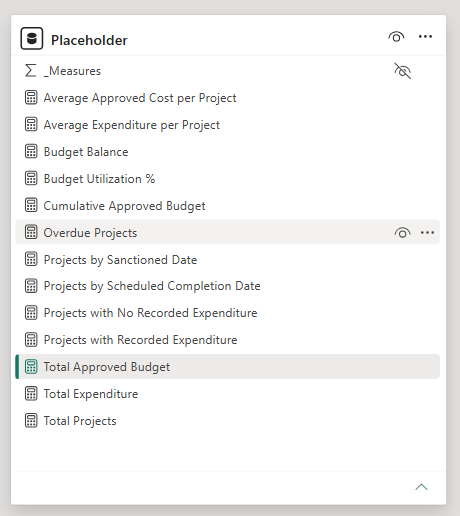 Placeholder
_Measures
Average Approved Cost per Project
Average Expenditure per Project
Budget Balance
Budget Utilization %
Cumulative Approved Budget
Overdue Projects
Projects by Sanctioned Date
Projects by Scheduled Completion Date
Projects with No Recorded Expenditure
Projects with Recorded Expenditure
Total Approved Budget
Total Expenditure
Total Projects